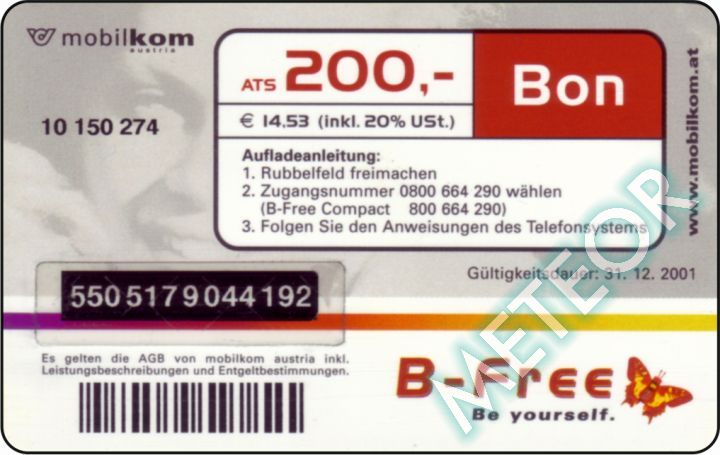 mobilkom
austria
ATS 200,-
Bon
€ 14,53 (inkl. 20% USt.)
10 150 274
Aufladeanleitung:
1. Rubbelfeld freimachen
2. Zugangsnummer 0800 664 290 wählen
(B-Free Compact 800 664 290)
3. Folgen Sie den Anweisungen des Telefonsystems
www.mobilkom.at
Gültigkeitsdauer: 31. 12. 2001
550 5179 044 192
Es gelten die AGB von mobilkom austria inkl.
Leistungsbeschreibungen und Entgeltbestimmungen.
B-Free
Be yourself.
METEOR